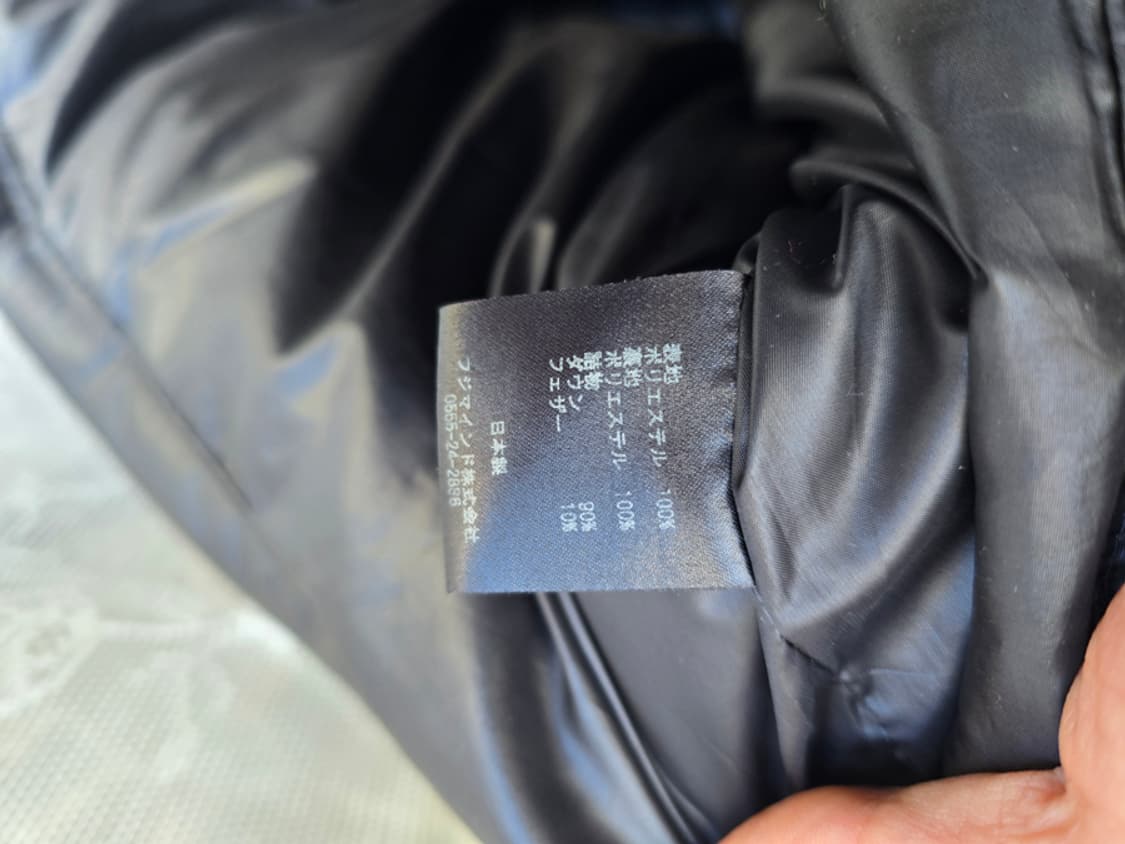 表地
ポリエステル 100%
裏地
ポリエステル 100%
詰物
ダウン 90%
フェザー 10%
日本製
フジマインド株式会社
0555-24-2886